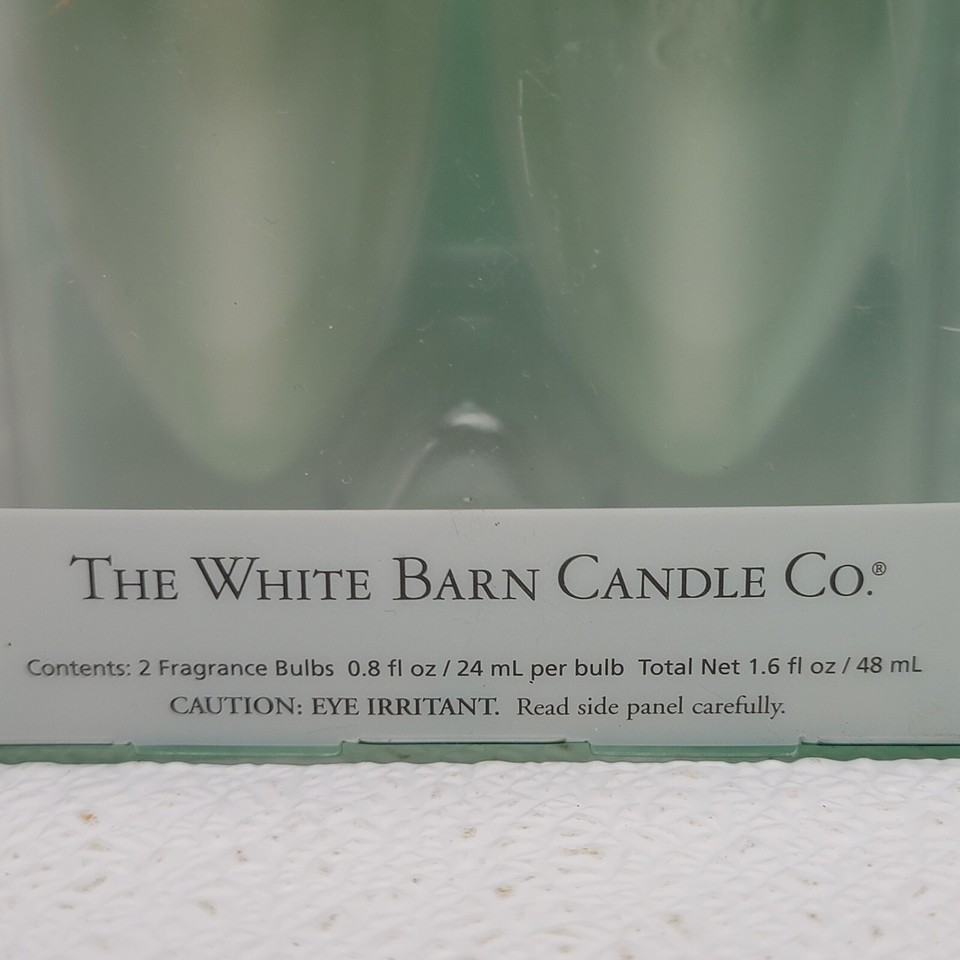 THE WHITE BARN CANDLE CO.®
Contents: 2 Fragrance Bulbs 0.8 fl oz / 24 mL per bulb Total Net 1.6 fl oz / 48 mL
CAUTION: EYE IRRITANT. Read side panel carefully.